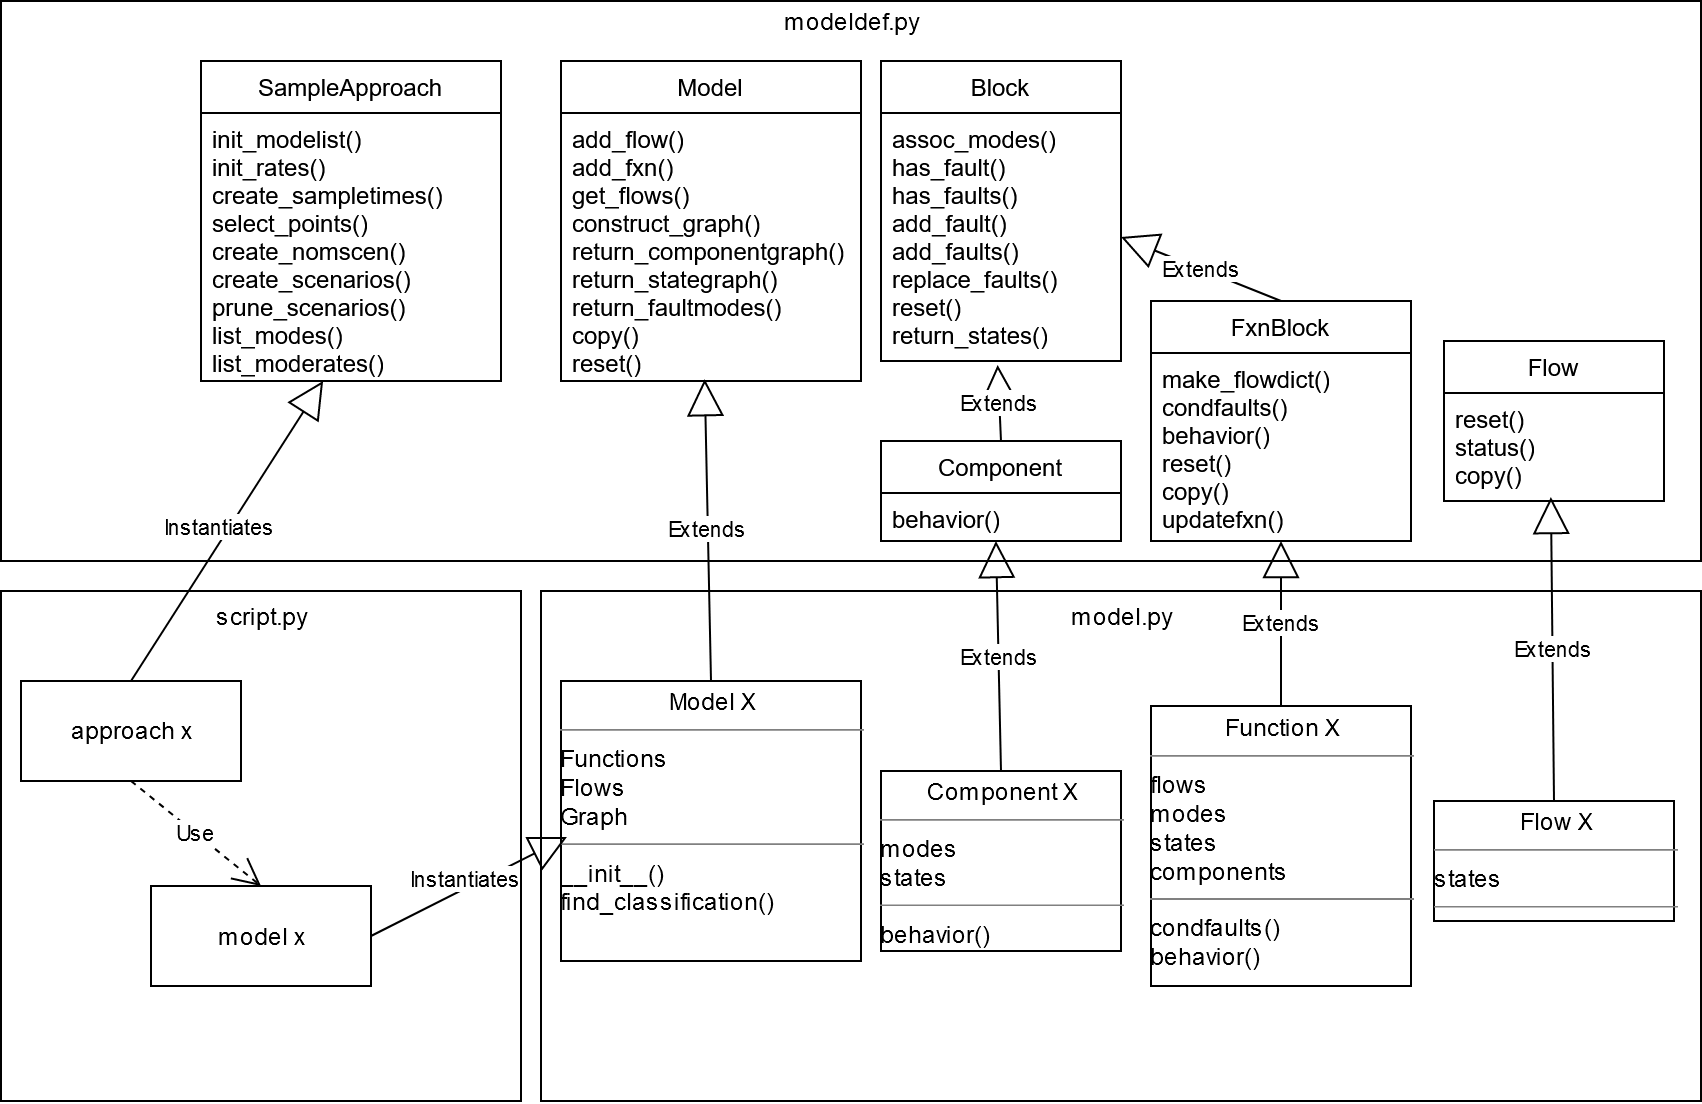 modeldef.py
SampleApproach
init_modelist()
init_rates()
create_sampletimes()
select_points()
create_nomscen()
create_scenarios()
prune_scenarios()
list_modes()
list_moderates()
Model
add_flow()
add_fxn()
get_flows()
construct_graph()
return_componentgraph()
return_stategraph()
return_faultmodes()
copy()
reset()
Block
assoc_modes()
has_fault()
has_faults()
add_fault()
add_faults()
replace_faults()
reset()
return_states()
Extends
FxnBlock
make_flowdict()
condfaults()
behavior()
reset()
copy()
updatefxn()
Flow
reset()
status()
copy()
Extends
Component
behavior()
Instantiates
Extends
script.py
approach x
Use
model x
Instantiates
model.py
Extends
Extends
Extends
Model X
Functions
Flows
Graph
__init__()
find_classification()
Component X
modes
states
behavior()
Function X
flows
modes
states
components
condfaults()
behavior()
Flow X
states